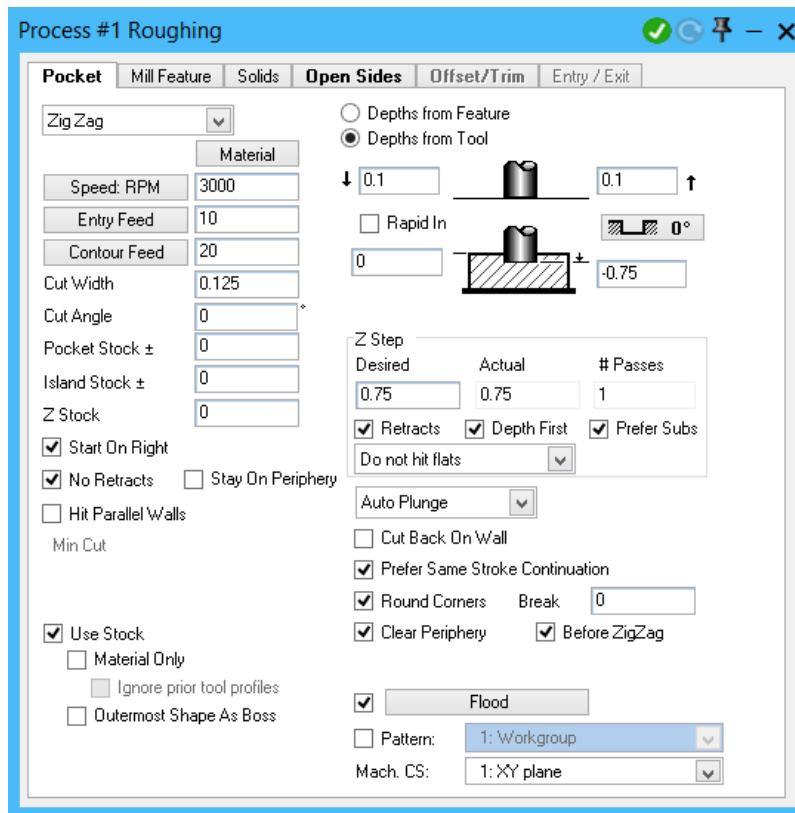 Process #1 Roughing
Pocket Mill Feature Solids Open Sides Offset/Trim Entry / Exit
Zig Zag
Material
Speed: RPM 3000
Entry Feed 10
Contour Feed 20
Cut Width 0.125
Cut Angle 0 °
Pocket Stock ± 0
Island Stock ± 0
Z Stock 0
Start On Right
No Retracts Stay On Periphery
Hit Parallel Walls
Min Cut
Use Stock
Material Only
Ignore prior tool profiles
Outermost Shape As Boss
Depths from Feature
Depths from Tool
0.1 0.1
Rapid In 0°
0 -0.75
Z Step
Desired Actual # Passes
0.75 0.75 1
Retracts Depth First Prefer Subs
Do not hit flats
Auto Plunge
Cut Back On Wall
Prefer Same Stroke Continuation
Round Corners Break 0
Clear Periphery Before ZigZag
Flood
Pattern: 1: Workgroup
Mach. CS: 1: XY plane